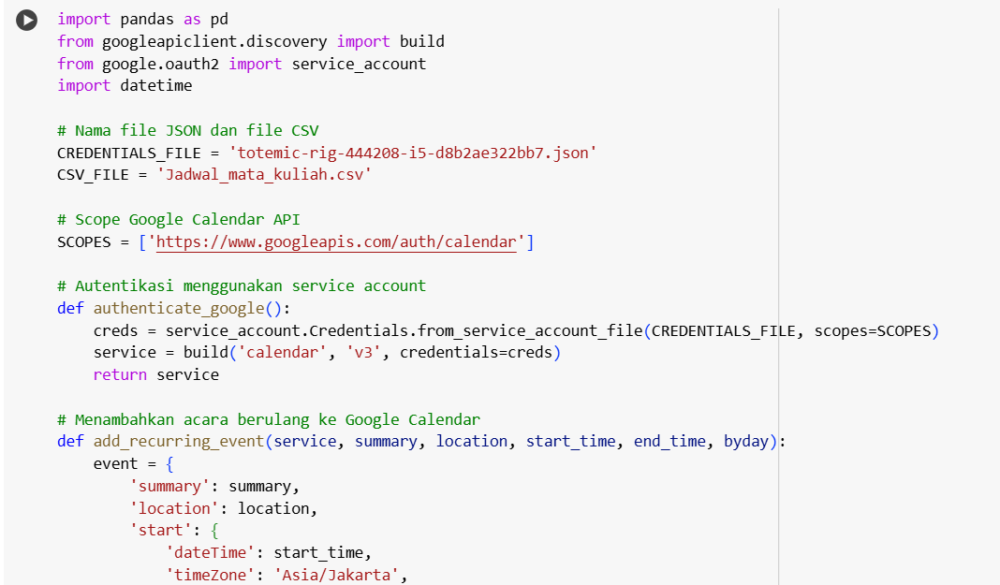 import pandas as pd
from googleapiclient.discovery import build
from google.oauth2 import service_account
import datetime
# Nama file JSON dan file CSV
CREDENTIALS_FILE = 'totemic-rig-444208-i5-d8b2ae322bb7.json'
CSV_FILE = 'Jadwal_mata_kuliah.csv'
# Scope Google Calendar API
SCOPES = ['https://www.googleapis.com/auth/calendar']
# Autentikasi menggunakan service account
def authenticate_google():
    creds = service_account.Credentials.from_service_account_file(CREDENTIALS_FILE, scopes=SCOPES)
    service = build('calendar', 'v3', credentials=creds)
    return service
# Menambahkan acara berulang ke Google Calendar
def add_recurring_event(service, summary, location, start_time, end_time, byday):
    event = {
        'summary': summary,
        'location': location,
        'start': {
            'dateTime': start_time,
            'timeZone': 'Asia/Jakarta',